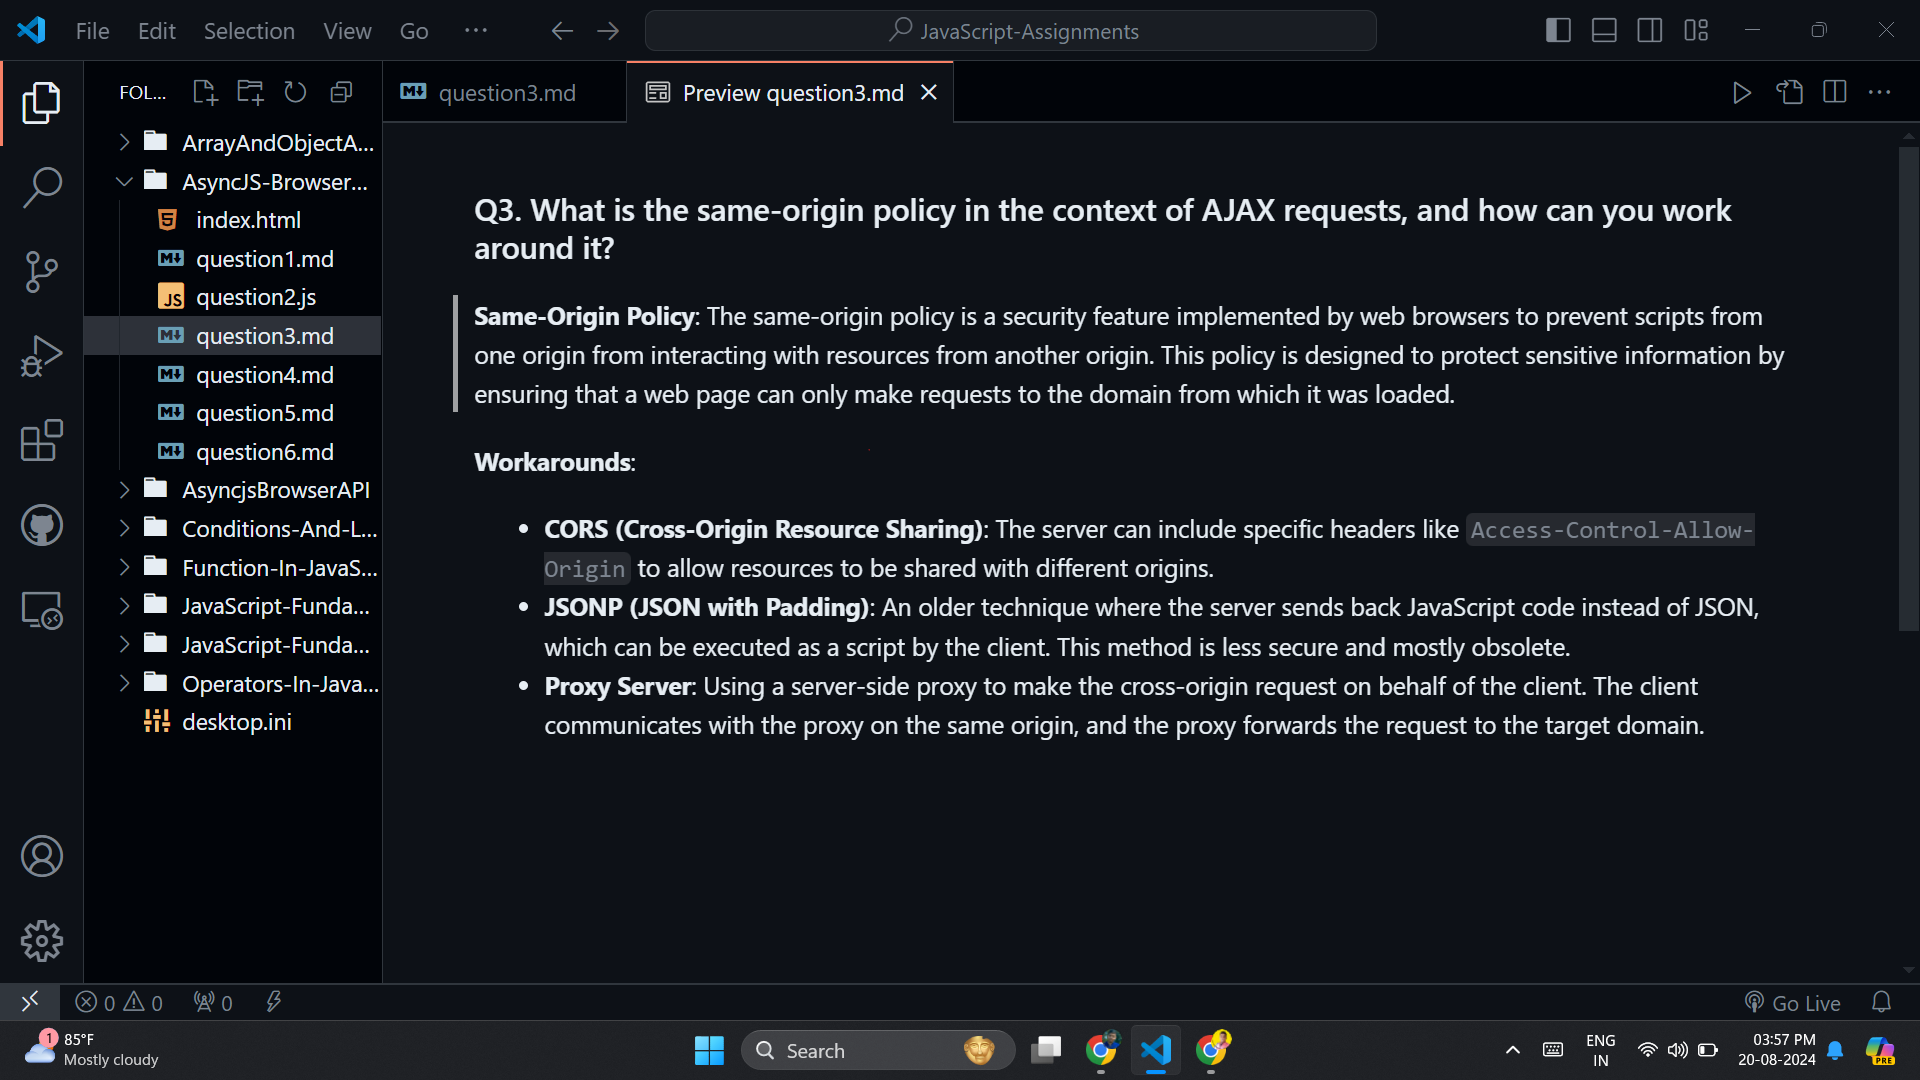 File Edit Selection View Go ··· JavaScript-Assignments
FOL...
question3.md Preview question3.md
ArrayAndObjectA...
AsyncJS-Browser...
index.html
question1.md
question2.js
question3.md
question4.md
question5.md
question6.md
AsyncjsBrowserAPI
Conditions-And-L...
Function-In-JavaS...
JavaScript-Funda...
JavaScript-Funda...
Operators-In-Java...
desktop.ini
Q3. What is the same-origin policy in the context of AJAX requests, and how can you work
around it?
Same-Origin Policy: The same-origin policy is a security feature implemented by web browsers to prevent scripts from
one origin from interacting with resources from another origin. This policy is designed to protect sensitive information by
ensuring that a web page can only make requests to the domain from which it was loaded.
Workarounds:
• CORS (Cross-Origin Resource Sharing): The server can include specific headers like Access-Control-Allow-
Origin to allow resources to be shared with different origins.
• JSONP (JSON with Padding): An older technique where the server sends back JavaScript code instead of JSON,
which can be executed as a script by the client. This method is less secure and mostly obsolete.
• Proxy Server: Using a server-side proxy to make the cross-origin request on behalf of the client. The client
communicates with the proxy on the same origin, and the proxy forwards the request to the target domain.
0 0 0 Go Live
1 85°F
Mostly cloudy
Search
ENG
IN
03:57 PM
20-08-2024
PRE